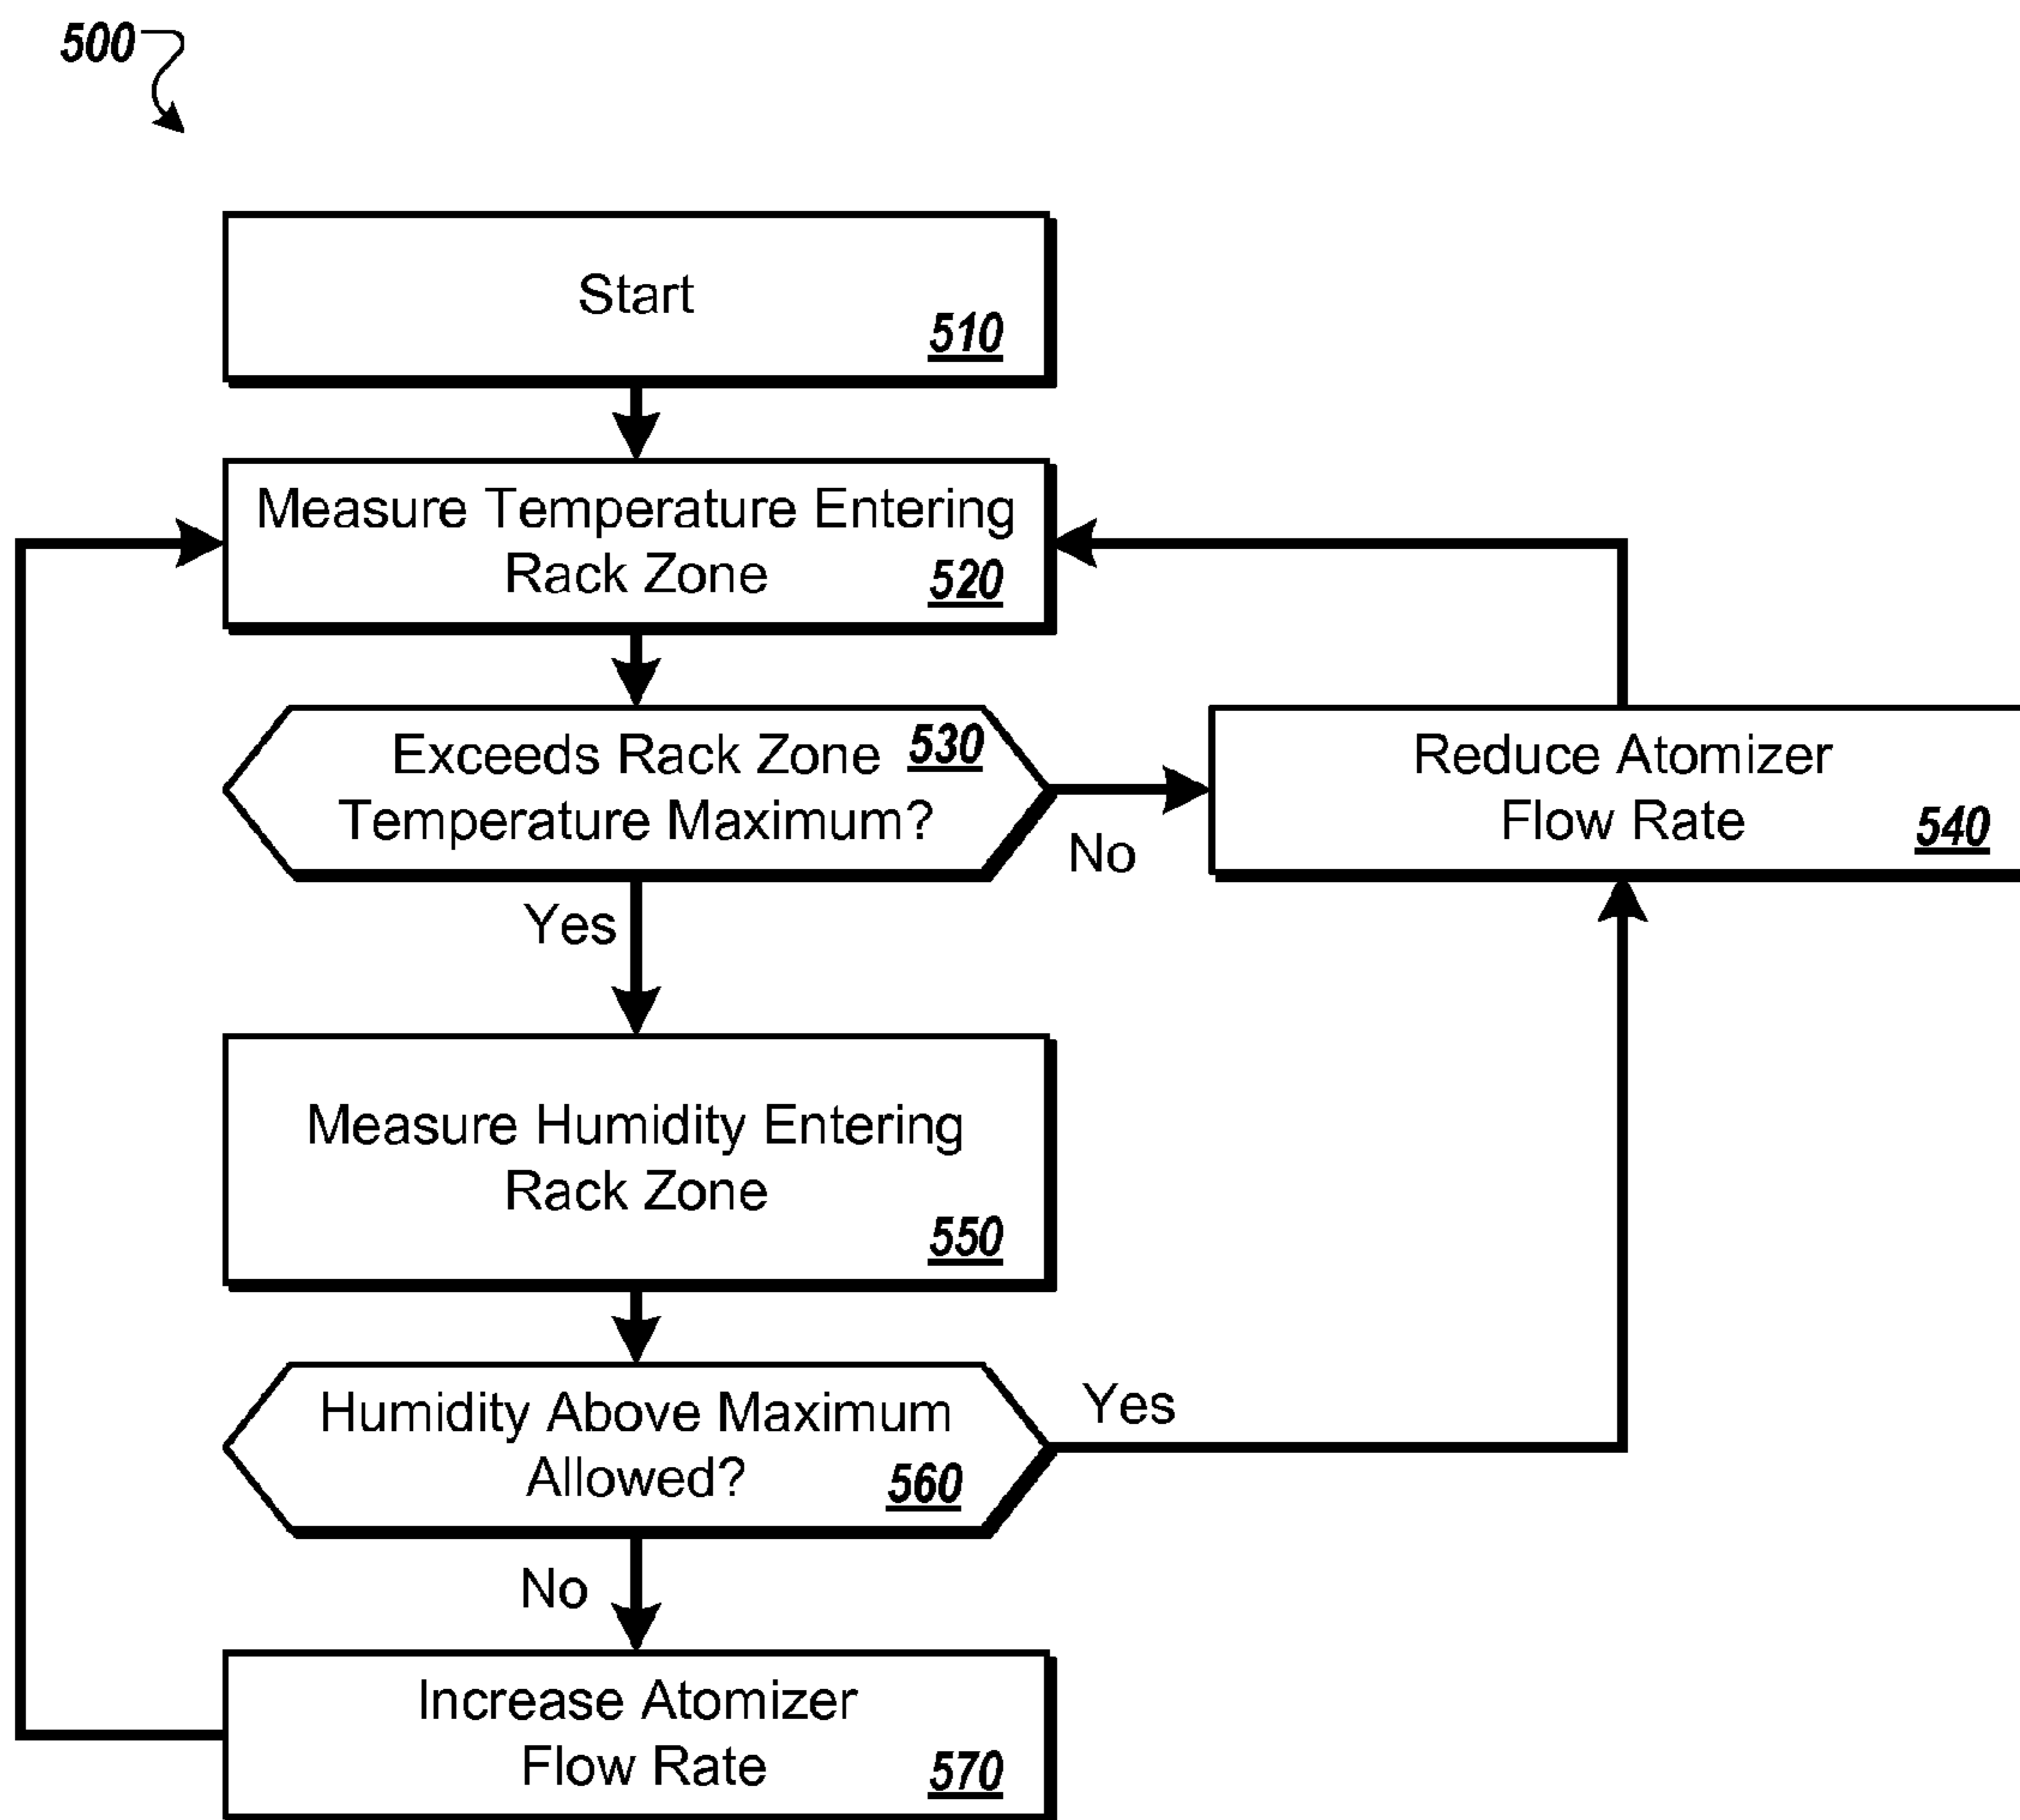 500
Start
510
Measure Temperature Entering
Rack Zone
520
Exceeds Rack Zone
530
Temperature Maximum?
No
Reduce Atomizer
Flow Rate
540
Yes
Measure Humidity Entering
Rack Zone
550
Humidity Above Maximum
Allowed?
560
Yes
No
Increase Atomizer
Flow Rate
570